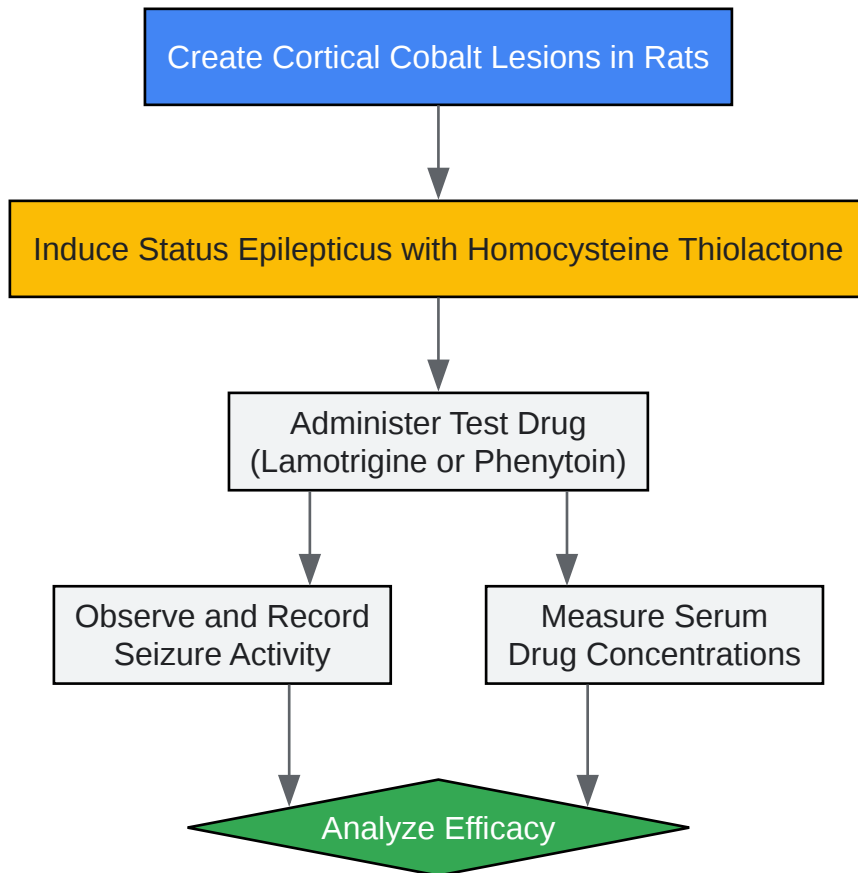 Create Cortical Cobalt Lesions in Rats
Induce Status Epilepticus with Homocysteine Thiolactone
Administer Test Drug
(Lamotrigine or Phenytoin)
Observe and Record
Seizure Activity
Measure Serum
Drug Concentrations
Analyze Efficacy